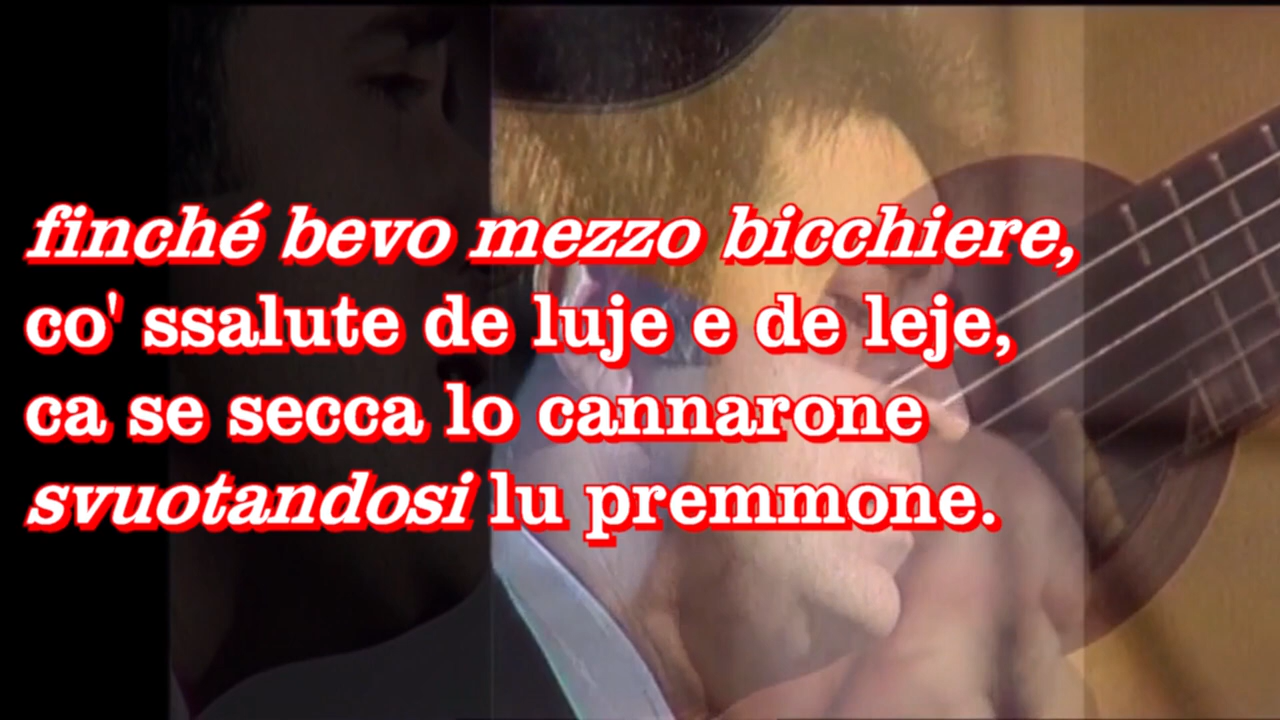 finché bevo mezzo bicchiere,
co' ssalute de luje e de leje,
ca se secca lo cannarone
svuotandosi lu premmone.